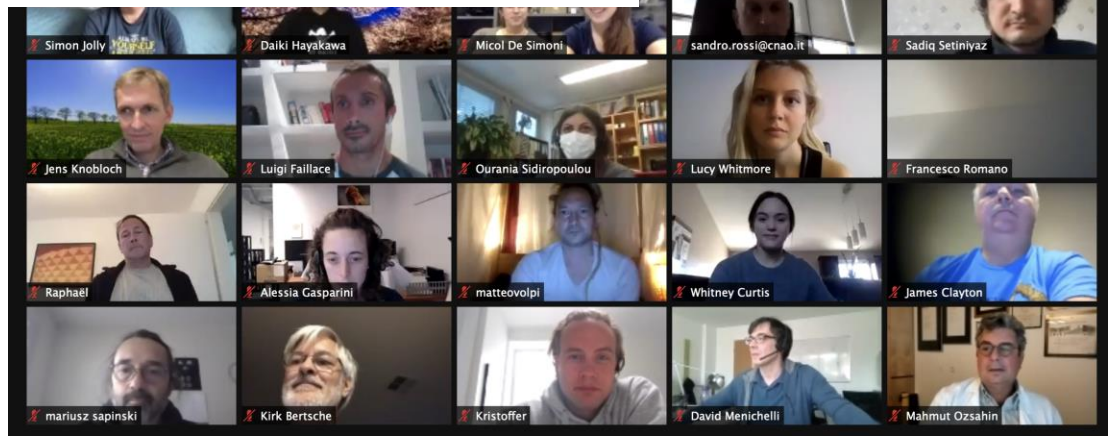 Simon Jolly
Daiki Hayakawa
Micol De Simoni
sandro.rossi@cnao.it
Sadiq Setiniyaz
Jens Knobloch
Luigi Faillace
Ourania Sidiropoulou
Lucy Whitmore
Francesco Romano
Raphaël
Alessia Gasparini
matteovolpi
Whitney Curtis
James Clayton
mariusz sapinski
Kirk Bertsche
Kristoffer
David Menichelli
Mahmut Ozsahin